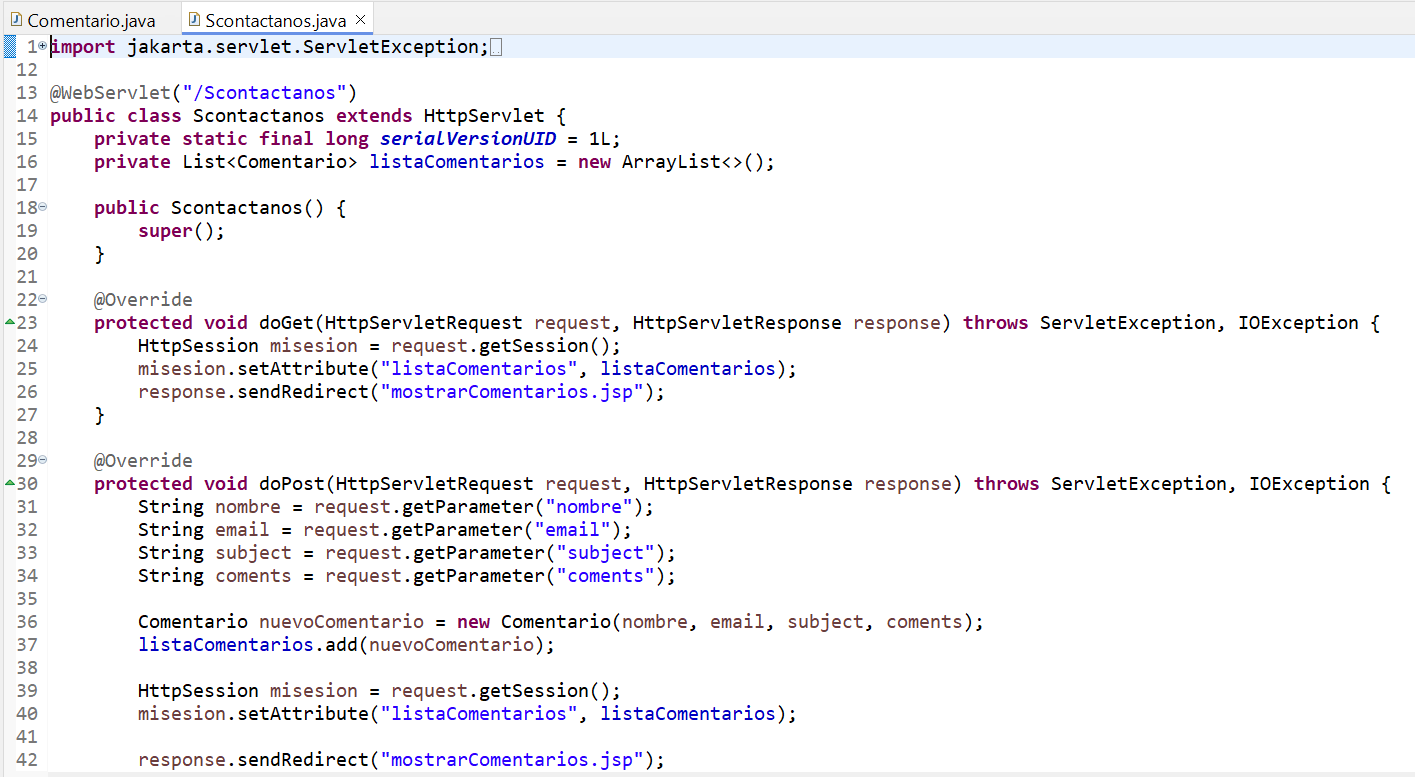 Comentario.java Scontactanos.java ×
1 import jakarta.servlet.ServletException;
12
13 @WebServlet("/Scontactanos")
14 public class Scontactanos extends HttpServlet {
15     private static final long serialVersionUID = 1L;
16     private List<Comentario> listaComentarios = new ArrayList<>();
17
18     public Scontactanos() {
19         super();
20     }
21
22     @Override
23     protected void doGet(HttpServletRequest request, HttpServletResponse response) throws ServletException, IOException {
24         HttpSession misesion = request.getSession();
25         misesion.setAttribute("listaComentarios", listaComentarios);
26         response.sendRedirect("mostrarComentarios.jsp");
27     }
28
29     @Override
30     protected void doPost(HttpServletRequest request, HttpServletResponse response) throws ServletException, IOException {
31         String nombre = request.getParameter("nombre");
32         String email = request.getParameter("email");
33         String subject = request.getParameter("subject");
34         String coments = request.getParameter("coments");
35
36         Comentario nuevoComentario = new Comentario(nombre, email, subject, coments);
37         listaComentarios.add(nuevoComentario);
38
39         HttpSession misesion = request.getSession();
40         misesion.setAttribute("listaComentarios", listaComentarios);
41
42         response.sendRedirect("mostrarComentarios.jsp");